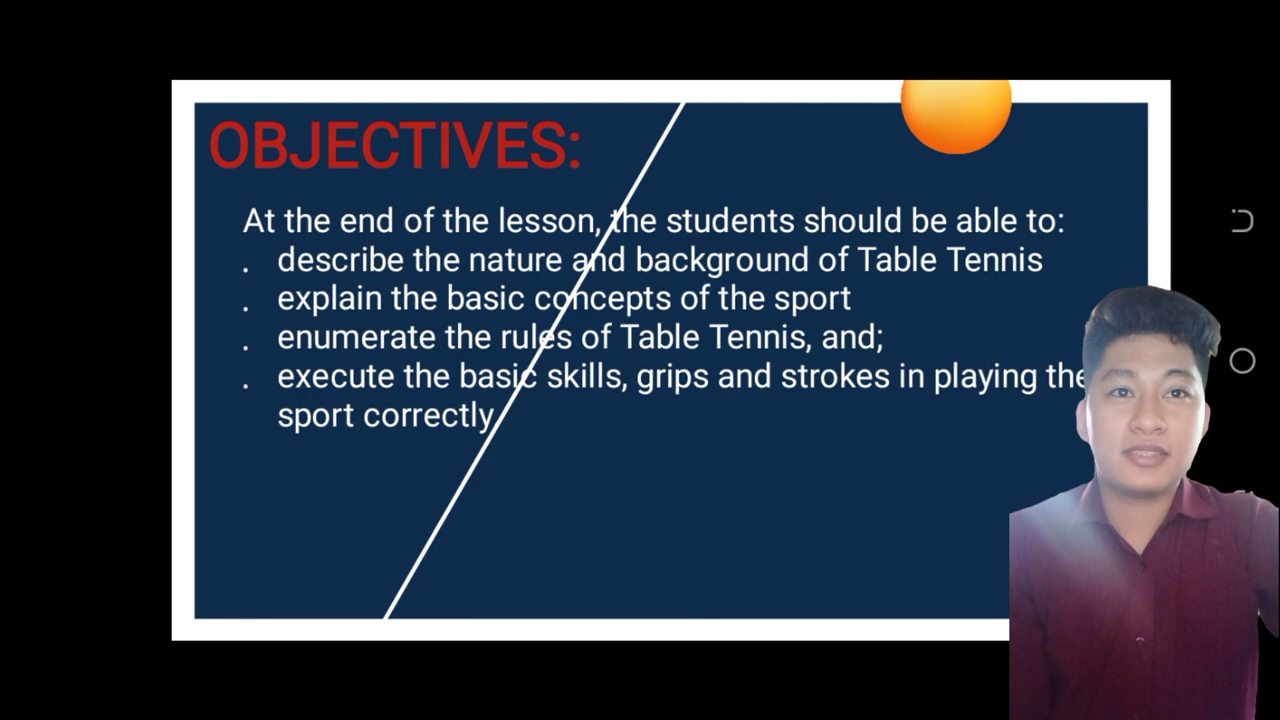 OBJECTIVES:
At the end of the lesson, the students should be able to:
. describe the nature and background of Table Tennis
. explain the basic concepts of the sport
. enumerate the rules of Table Tennis, and;
. execute the basic skills, grips and strokes in playing the
sport correctly.